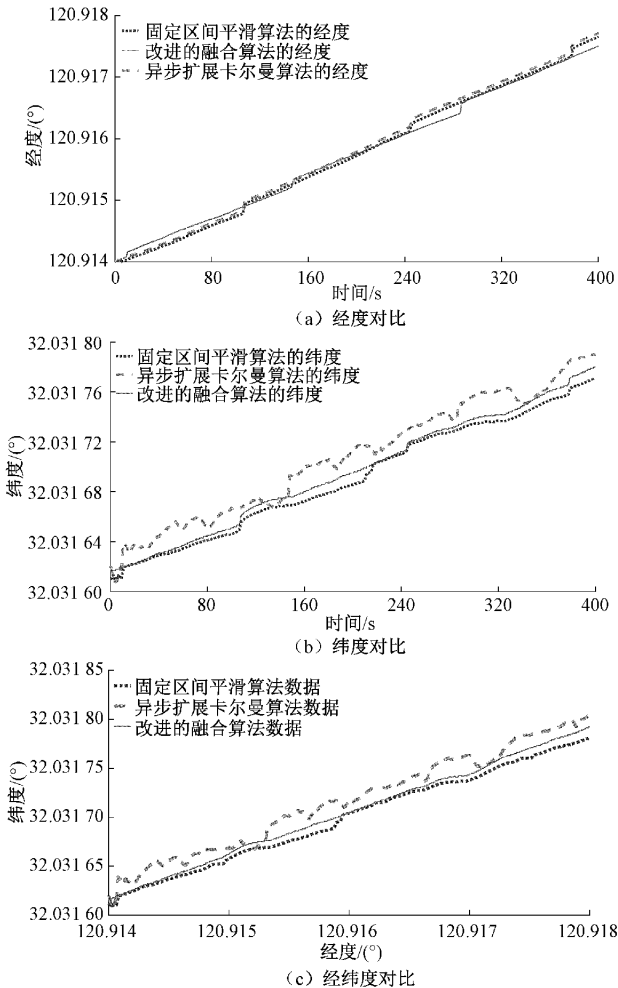 120.918
固定区间平滑算法的经度
改进的融合算法的经度
异步扩展卡尔曼算法的经度
120.917
120.916
120.915
120.914
经度/(°)
0 80 160 240 320 400
时间/s
（a）经度对比
32.031 80
固定区间平滑算法的纬度
异步扩展卡尔曼算法的纬度
改进的融合算法的纬度
32.031 76
32.031 72
32.031 68
32.031 64
32.031 60
纬度/(°)
0 80 160 240 320 400
时间/s
（b）纬度对比
32.031 85
固定区间平滑算法数据
异步扩展卡尔曼算法数据
改进的融合算法数据
32.031 80
32.031 75
32.031 70
32.031 65
32.031 60
纬度/(°)
120.914 120.915 120.916 120.917 120.918
经度/(°)
（c）经纬度对比